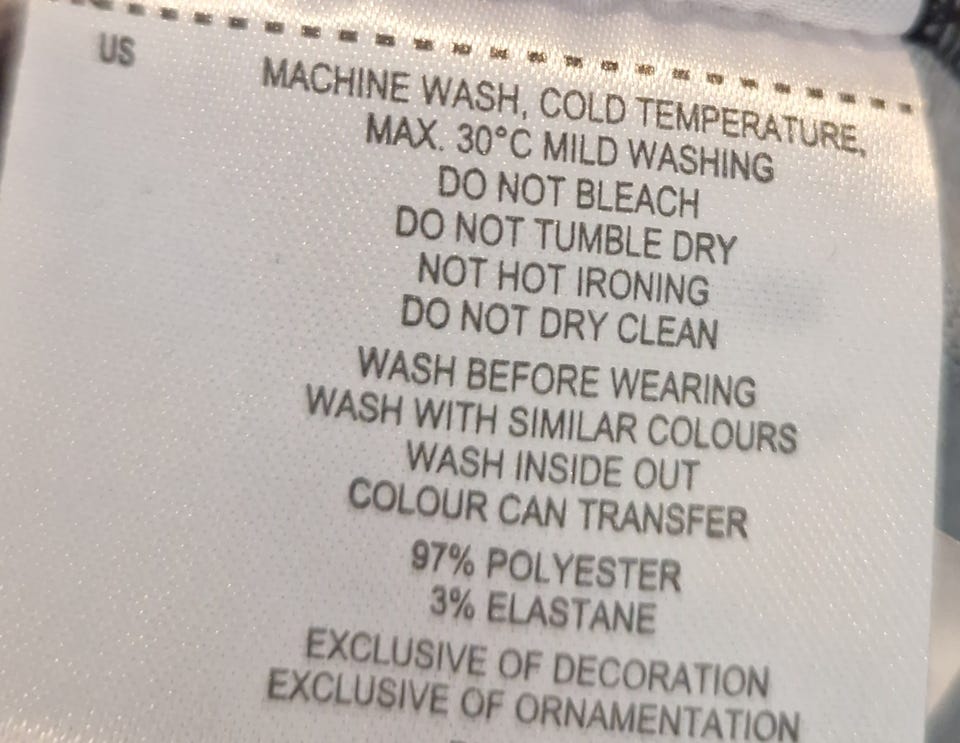 US
MACHINE WASH, COLD TEMPERATURE,
MAX. 30°C MILD WASHING
DO NOT BLEACH
DO NOT TUMBLE DRY
NOT HOT IRONING
DO NOT DRY CLEAN
WASH BEFORE WEARING
WASH WITH SIMILAR COLOURS
WASH INSIDE OUT
COLOUR CAN TRANSFER
97% POLYESTER
3% ELASTANE
EXCLUSIVE OF DECORATION
EXCLUSIVE OF ORNAMENTATION